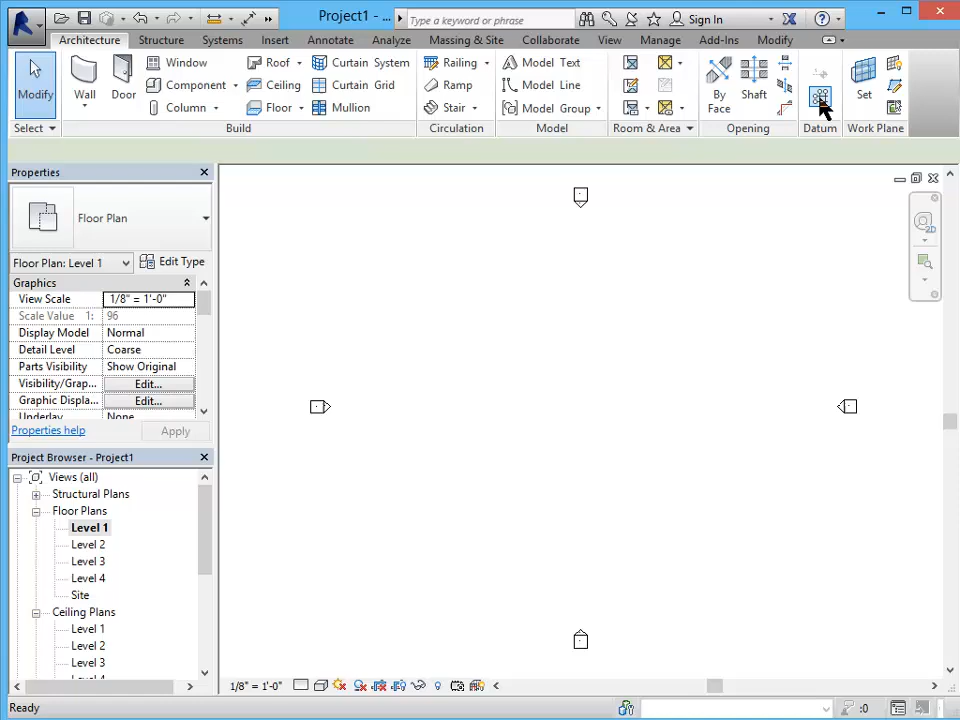 Project1 - ...
Type a keyword or phrase
Sign In
Architecture Structure Systems Insert Annotate Analyze Massing & Site Collaborate View Manage Add-Ins Modify
Modify
Wall
Door
Window
Component
Column
Roof
Ceiling
Floor
Curtain System
Curtain Grid
Mullion
Railing
Ramp
Stair
Model Text
Model Line
Model Group
By Face
Shaft
Set
Select Build Circulation Model Room & Area Opening Datum Work Plane
Properties
Floor Plan
Floor Plan: Level 1 Edit Type
Graphics
View Scale 1/8" = 1'-0"
Scale Value 1: 96
Display Model Normal
Detail Level Coarse
Parts Visibility Show Original
Visibility/Grap... Edit...
Graphic Displa... Edit...
Underlay None
Properties help Apply
Project Browser - Project1
Views (all)
Structural Plans
Floor Plans
Level 1
Level 2
Level 3
Level 4
Site
Ceiling Plans
Level 1
Level 2
Level 3
Level 4
2D
1/8" = 1'-0"
Ready
:0